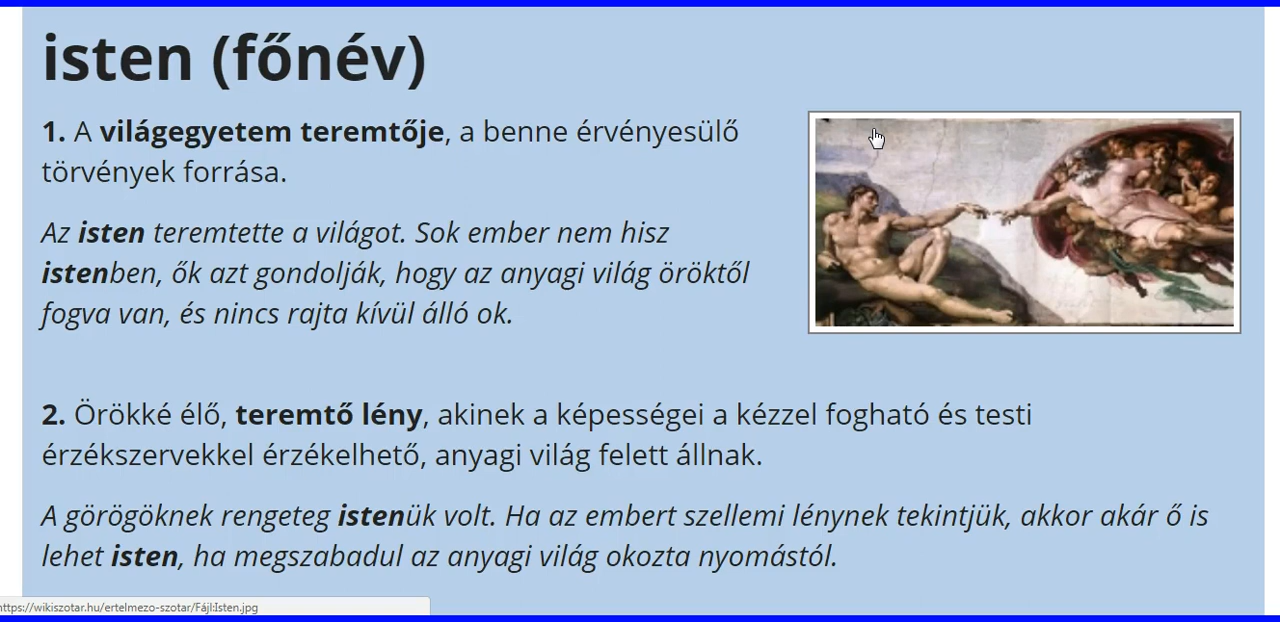 isten (főnév)
1. A világegyetem teremtője, a benne érvényesülő
törvények forrása.
Az isten teremtette a világot. Sok ember nem hisz
istenben, ők azt gondolják, hogy az anyagi világ öröktől
fogva van, és nincs rajta kívül álló ok.
2. Örökké élő, teremtő lény, akinek a képességei a kézzel fogható és testi
érzékszervekkel érzékelhető, anyagi világ felett állnak.
A görögöknek rengeteg istenük volt. Ha az embert szellemi lénynek tekintjük, akkor akár ő is
lehet isten, ha megszabadul az anyagi világ okozta nyomástól.
https://wikiszotar.hu/ertelmezo-szotar/Fájl:Isten.jpg